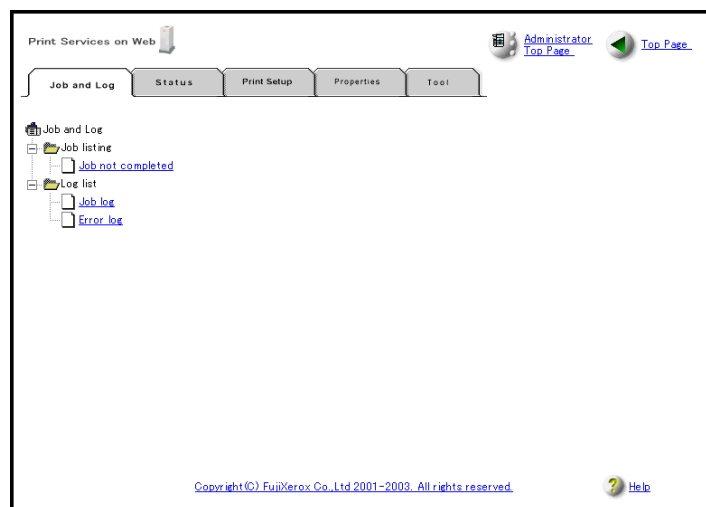 Print Services on Web
Administrator
Top Page
Top Page
Job and Log
Status
Print Setup
Properties
Tool
Job and Log
Job listing
Job not completed
Log list
Job log
Error log
Copyright(C) FujiXerox Co.,Ltd 2001-2003. All rights reserved.
Help